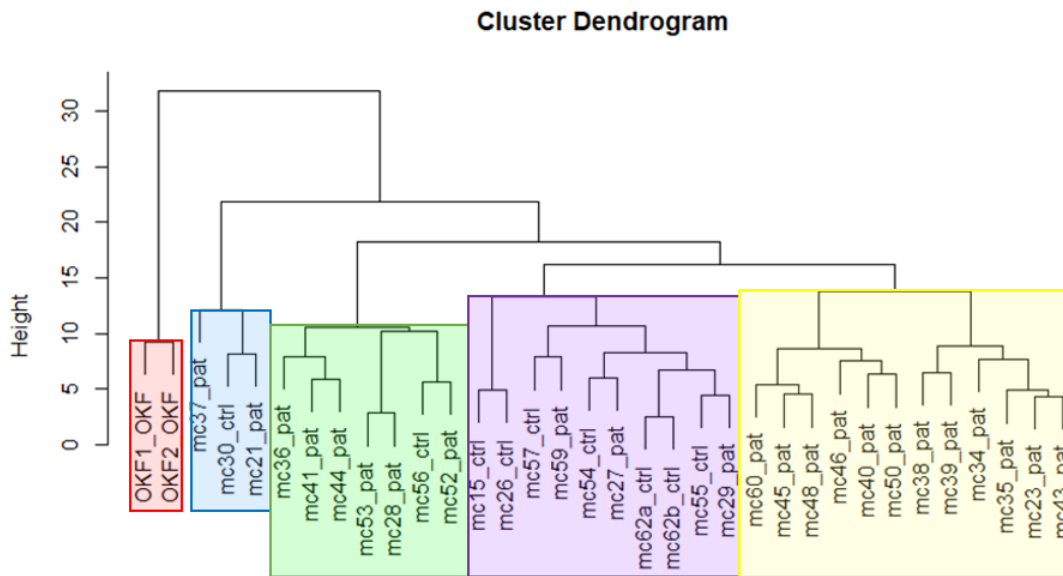 Cluster Dendrogram
Height
30
25
20
15
10
5
0
OKF1_OKF
OKF2_OKF
mc37_pat
mc30_ctrl
mc21_pat
mc36_pat
mc41_pat
mc44_pat
mc53_pat
mc28_pat
mc56_ctrl
mc52_pat
mc15_ctrl
mc26_ctrl
mc57_ctrl
mc59_pat
mc54_ctrl
mc27_pat
mc62a_ctrl
mc62b_ctrl
mc55_ctrl
mc29_pat
mc60_pat
mc45_pat
mc48_pat
mc46_pat
mc40_pat
mc50_pat
mc38_pat
mc39_pat
mc34_pat
mc35_pat
mc23_pat
mc43_pat